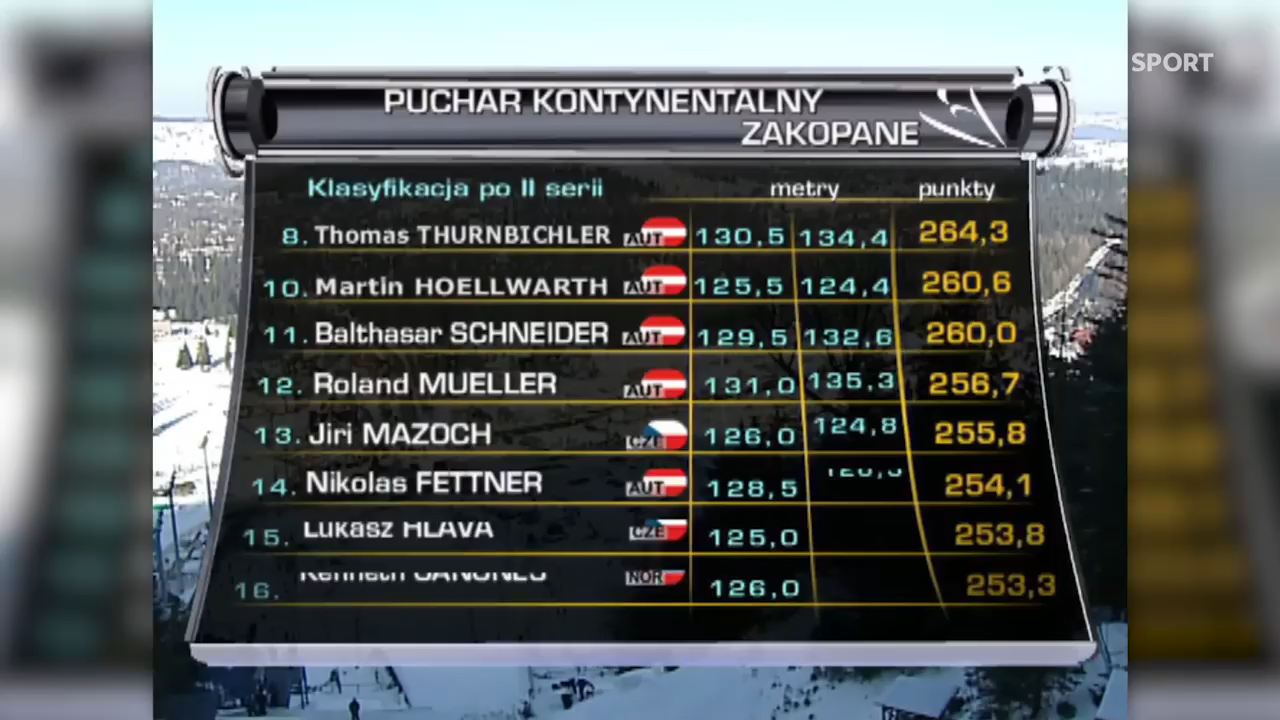 SPORT
PUCHAR KONTYNENTALNY
ZAKOPANE
Klasyfikacja po II serii metry punkty
8. Thomas THURNBICHLER AUT 130,5 134,4 264,3
10. Martin HOELLWARTH AUT 125,5 124,4 260,6
11. Balthasar SCHNEIDER AUT 129,5 132,6 260,0
12. Roland MUELLER AUT 131,0 135,3 256,7
13. Jiri MAZOCH CZE 126,0 124,8 255,8
14. Nikolas FETTNER AUT 128,5 254,1
15. Lukasz HLAVA CZE 125,0 253,8
16. Kenneth NOR 126,0 253,3